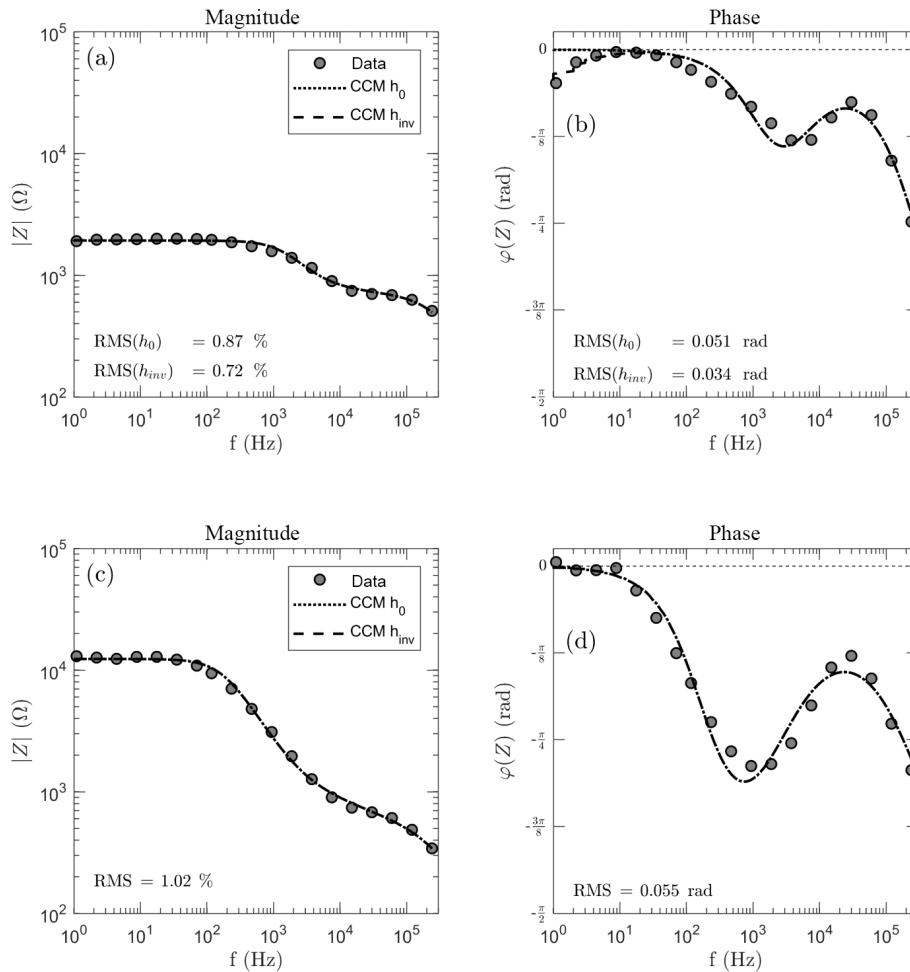 Magnitude
10^5
10^4
10^3
10^2
|Z| (Ω)
(a)
Data
CCM h_0
CCM h_inv
RMS(h_0) = 0.87 %
RMS(h_inv) = 0.72 %
10^0 10^1 10^2 10^3 10^4 10^5
f (Hz)
Phase
0
-π/8
-π/4
-3π/8
-π/2
φ(Z) (rad)
(b)
RMS(h_0) = 0.051 rad
RMS(h_inv) = 0.034 rad
10^0 10^1 10^2 10^3 10^4 10^5
f (Hz)
Magnitude
10^5
10^4
10^3
10^2
|Z| (Ω)
(c)
Data
CCM h_0
CCM h_inv
RMS = 1.02 %
10^0 10^1 10^2 10^3 10^4 10^5
f (Hz)
Phase
0
-π/8
-π/4
-3π/8
-π/2
φ(Z) (rad)
(d)
RMS = 0.055 rad
10^0 10^1 10^2 10^3 10^4 10^5
f (Hz)